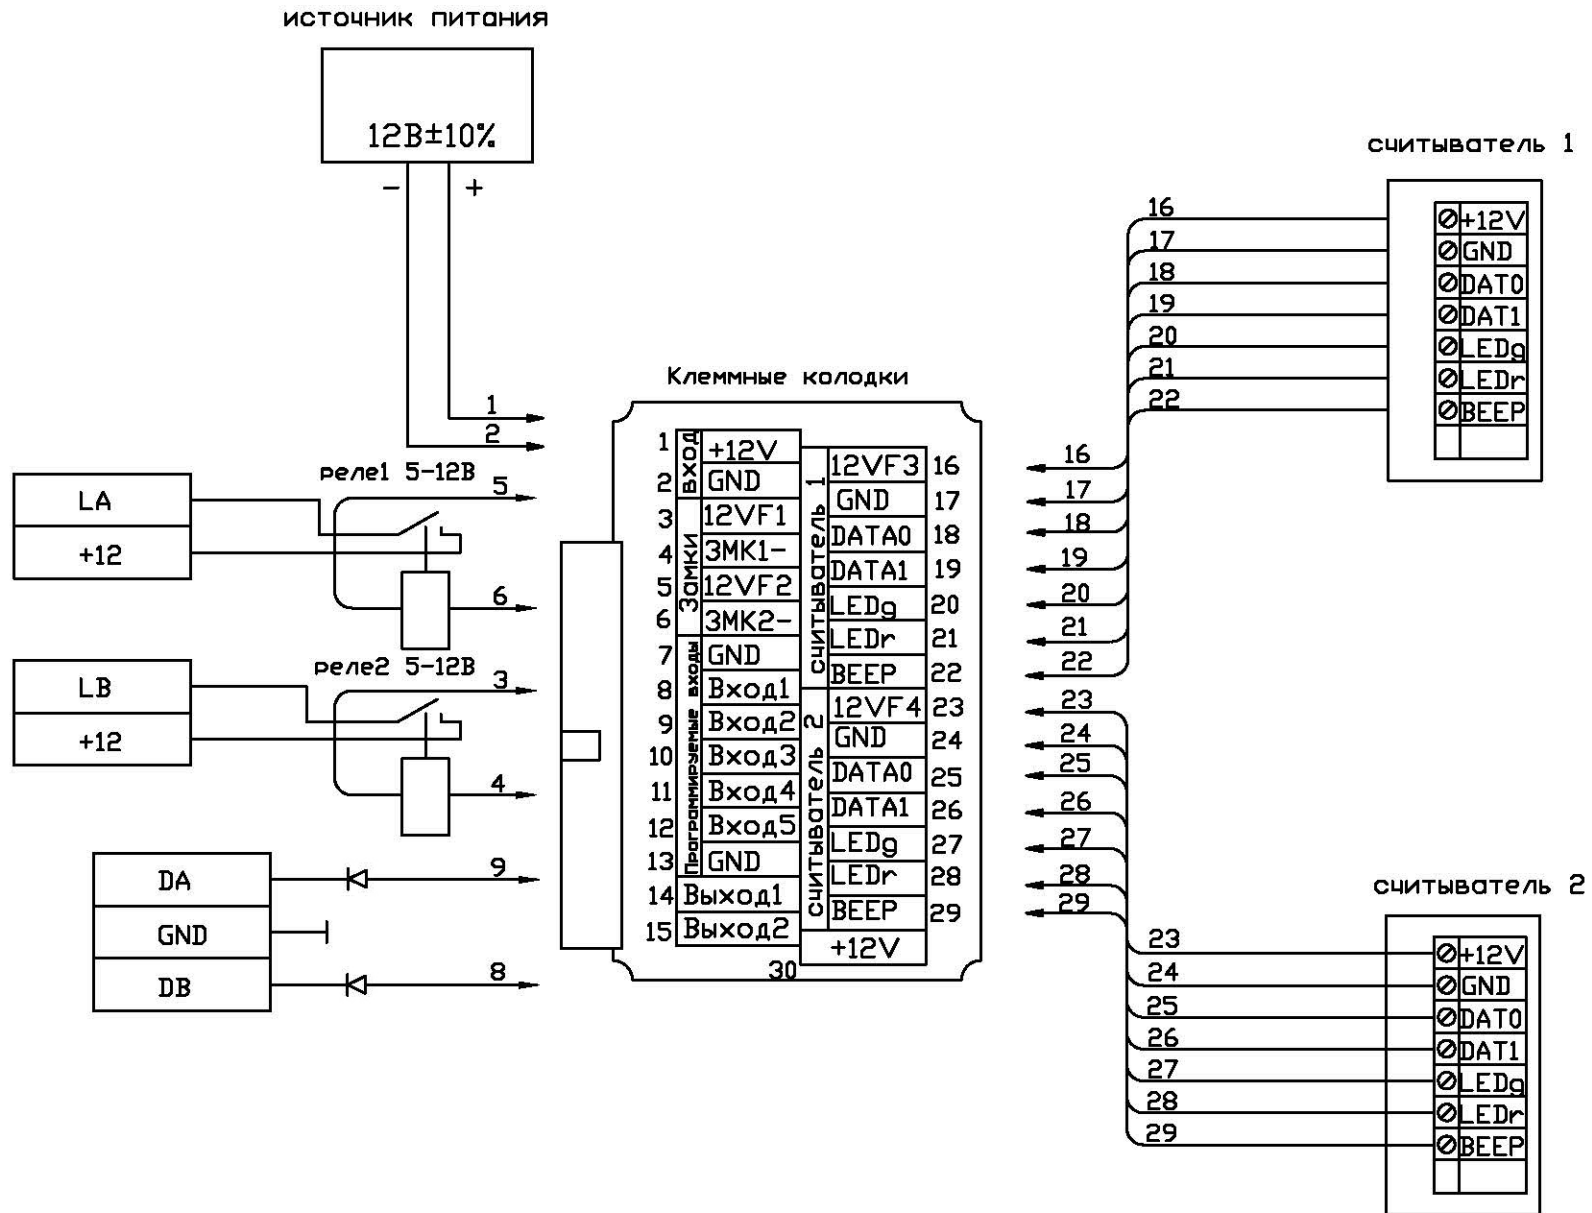 источник питания
12В±10%
- +
1
2
реле1 5-12В
5
LA
+12
6
реле2 5-12В
3
LB
+12
4
DA
9
GND
DB
8
Клеммные колодки
ВХОД
1 +12V
2 GND
Замки
3 12VF1
4 ЗМК1-
5 12VF2
6 ЗМК2-
Программируемые входы
7 GND
8 Вход1
9 Вход2
10 Вход3
11 Вход4
12 Вход5
13 GND
14 Выход1
15 Выход2
считыватель 1
12VF3 16
GND 17
DATA0 18
DATA1 19
LEDg 20
LEDr 21
BEEP 22
считыватель 2
12VF4 23
GND 24
DATA0 25
DATA1 26
LEDg 27
LEDr 28
BEEP 29
+12V
30
16
17
18
19
20
21
22
23
24
25
26
27
28
29
считыватель 1
16 +12V
17 GND
18 DAT0
19 DAT1
20 LEDg
21 LEDr
22 BEEP
считыватель 2
23 +12V
24 GND
25 DAT0
26 DAT1
27 LEDg
28 LEDr
29 BEEP